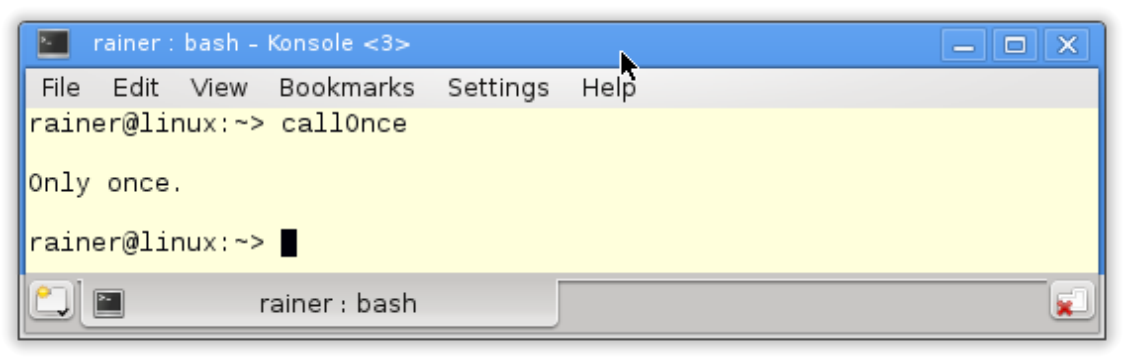 rainer : bash – Konsole <3>
File Edit View Bookmarks Settings Help
rainer@linux:~> callOnce
Only once.
rainer@linux:~>
rainer : bash